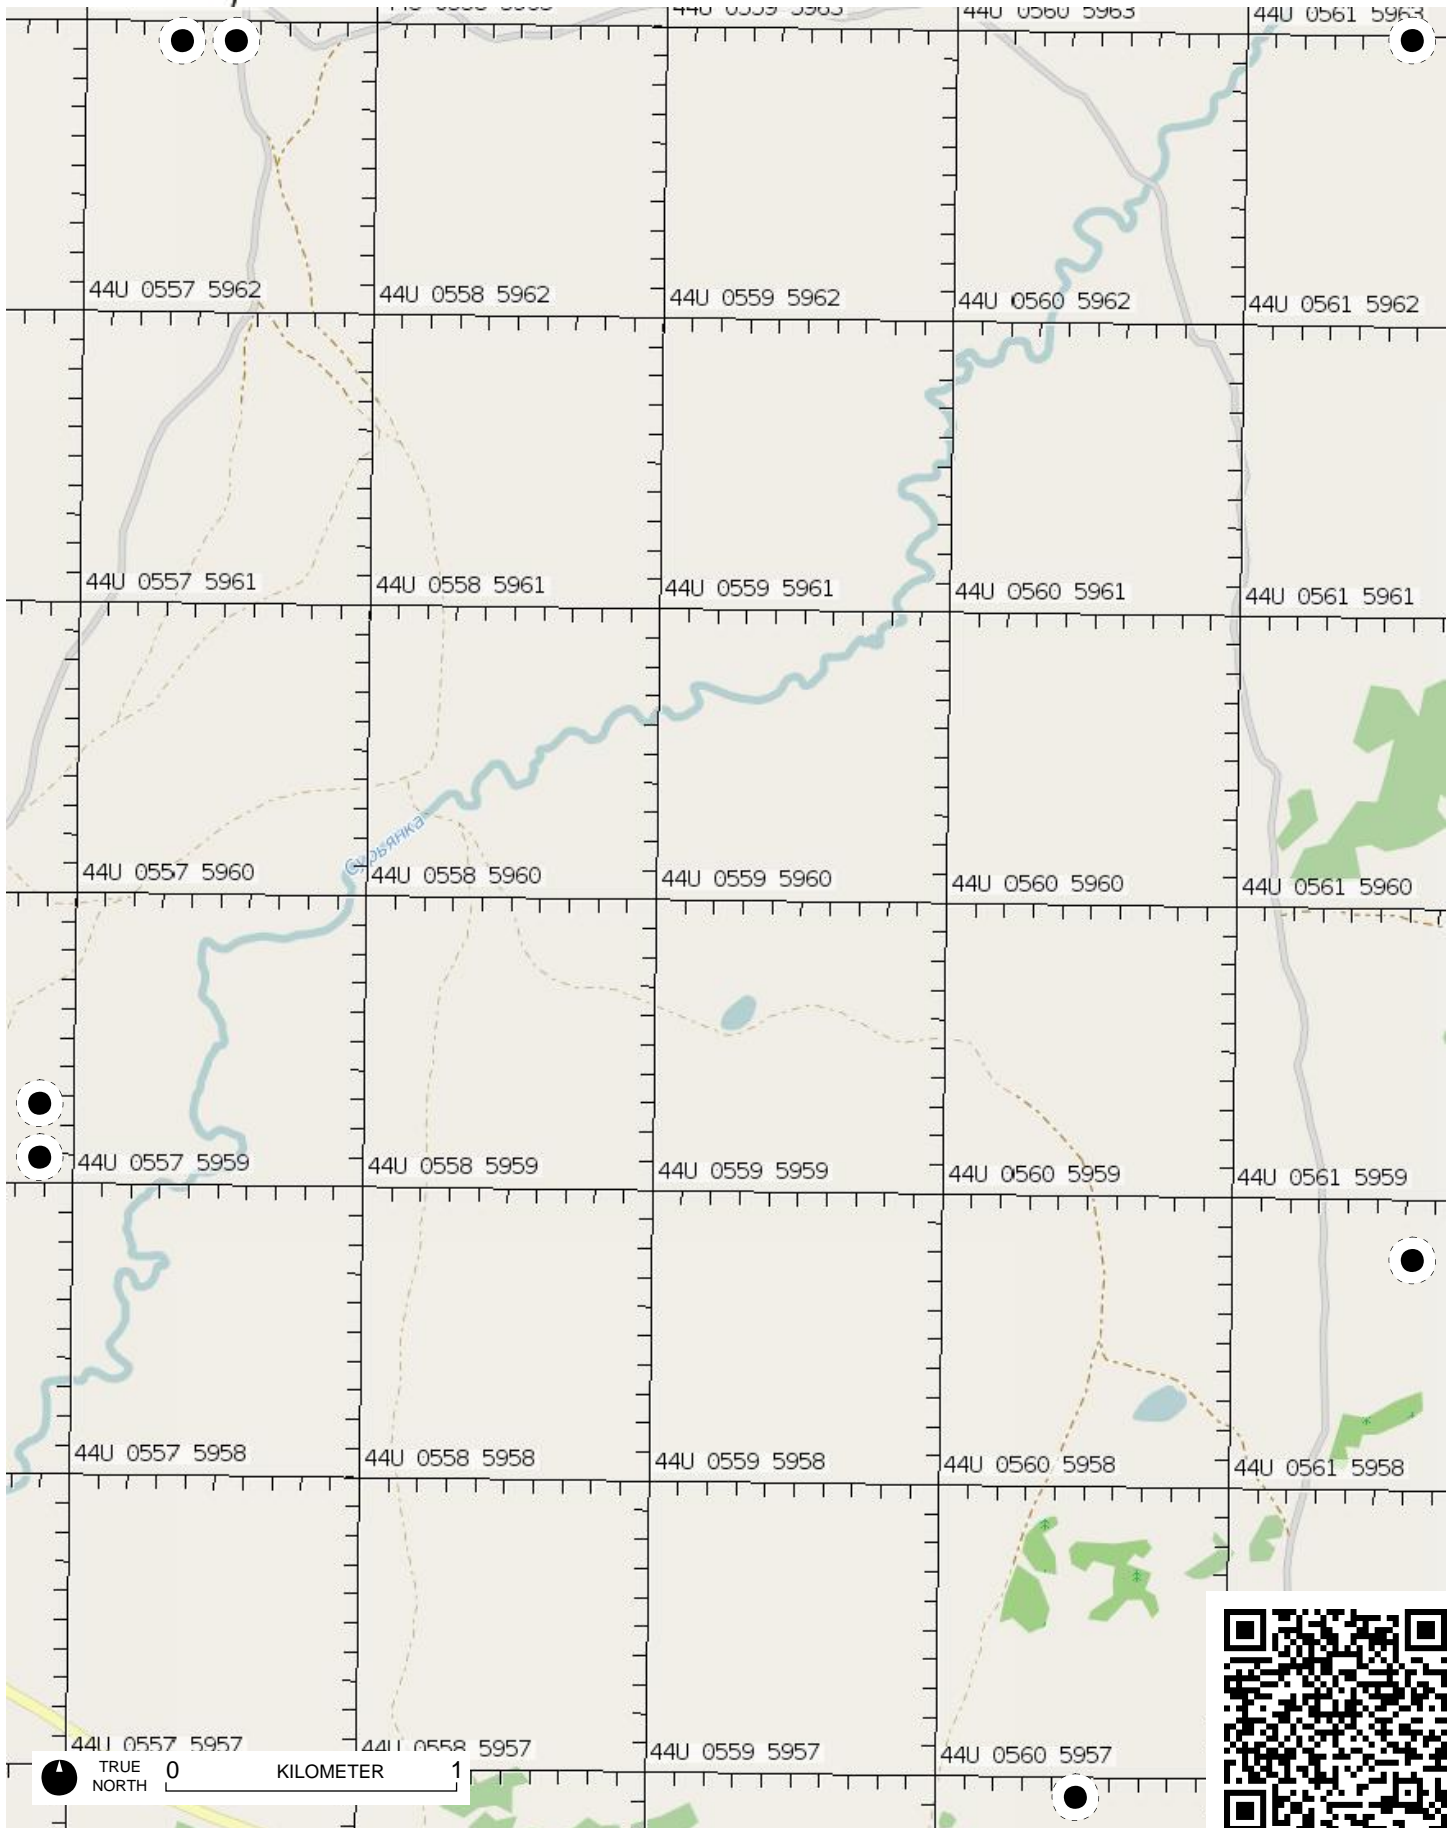 44U 0559 5963
44U 0560 5963
44U 0561 5963
44U 0557 5962
44U 0558 5962
44U 0559 5962
44U 0560 5962
44U 0561 5962
44U 0557 5961
44U 0558 5961
44U 0559 5961
44U 0560 5961
44U 0561 5961
Сурьянка
44U 0557 5960
44U 0558 5960
44U 0559 5960
44U 0560 5960
44U 0561 5960
44U 0557 5959
44U 0558 5959
44U 0559 5959
44U 0560 5959
44U 0561 5959
44U 0557 5958
44U 0558 5958
44U 0559 5958
44U 0560 5958
44U 0561 5958
44U 0557 5957
44U 0558 5957
44U 0559 5957
44U 0560 5957
TRUE NORTH
0 KILOMETER 1